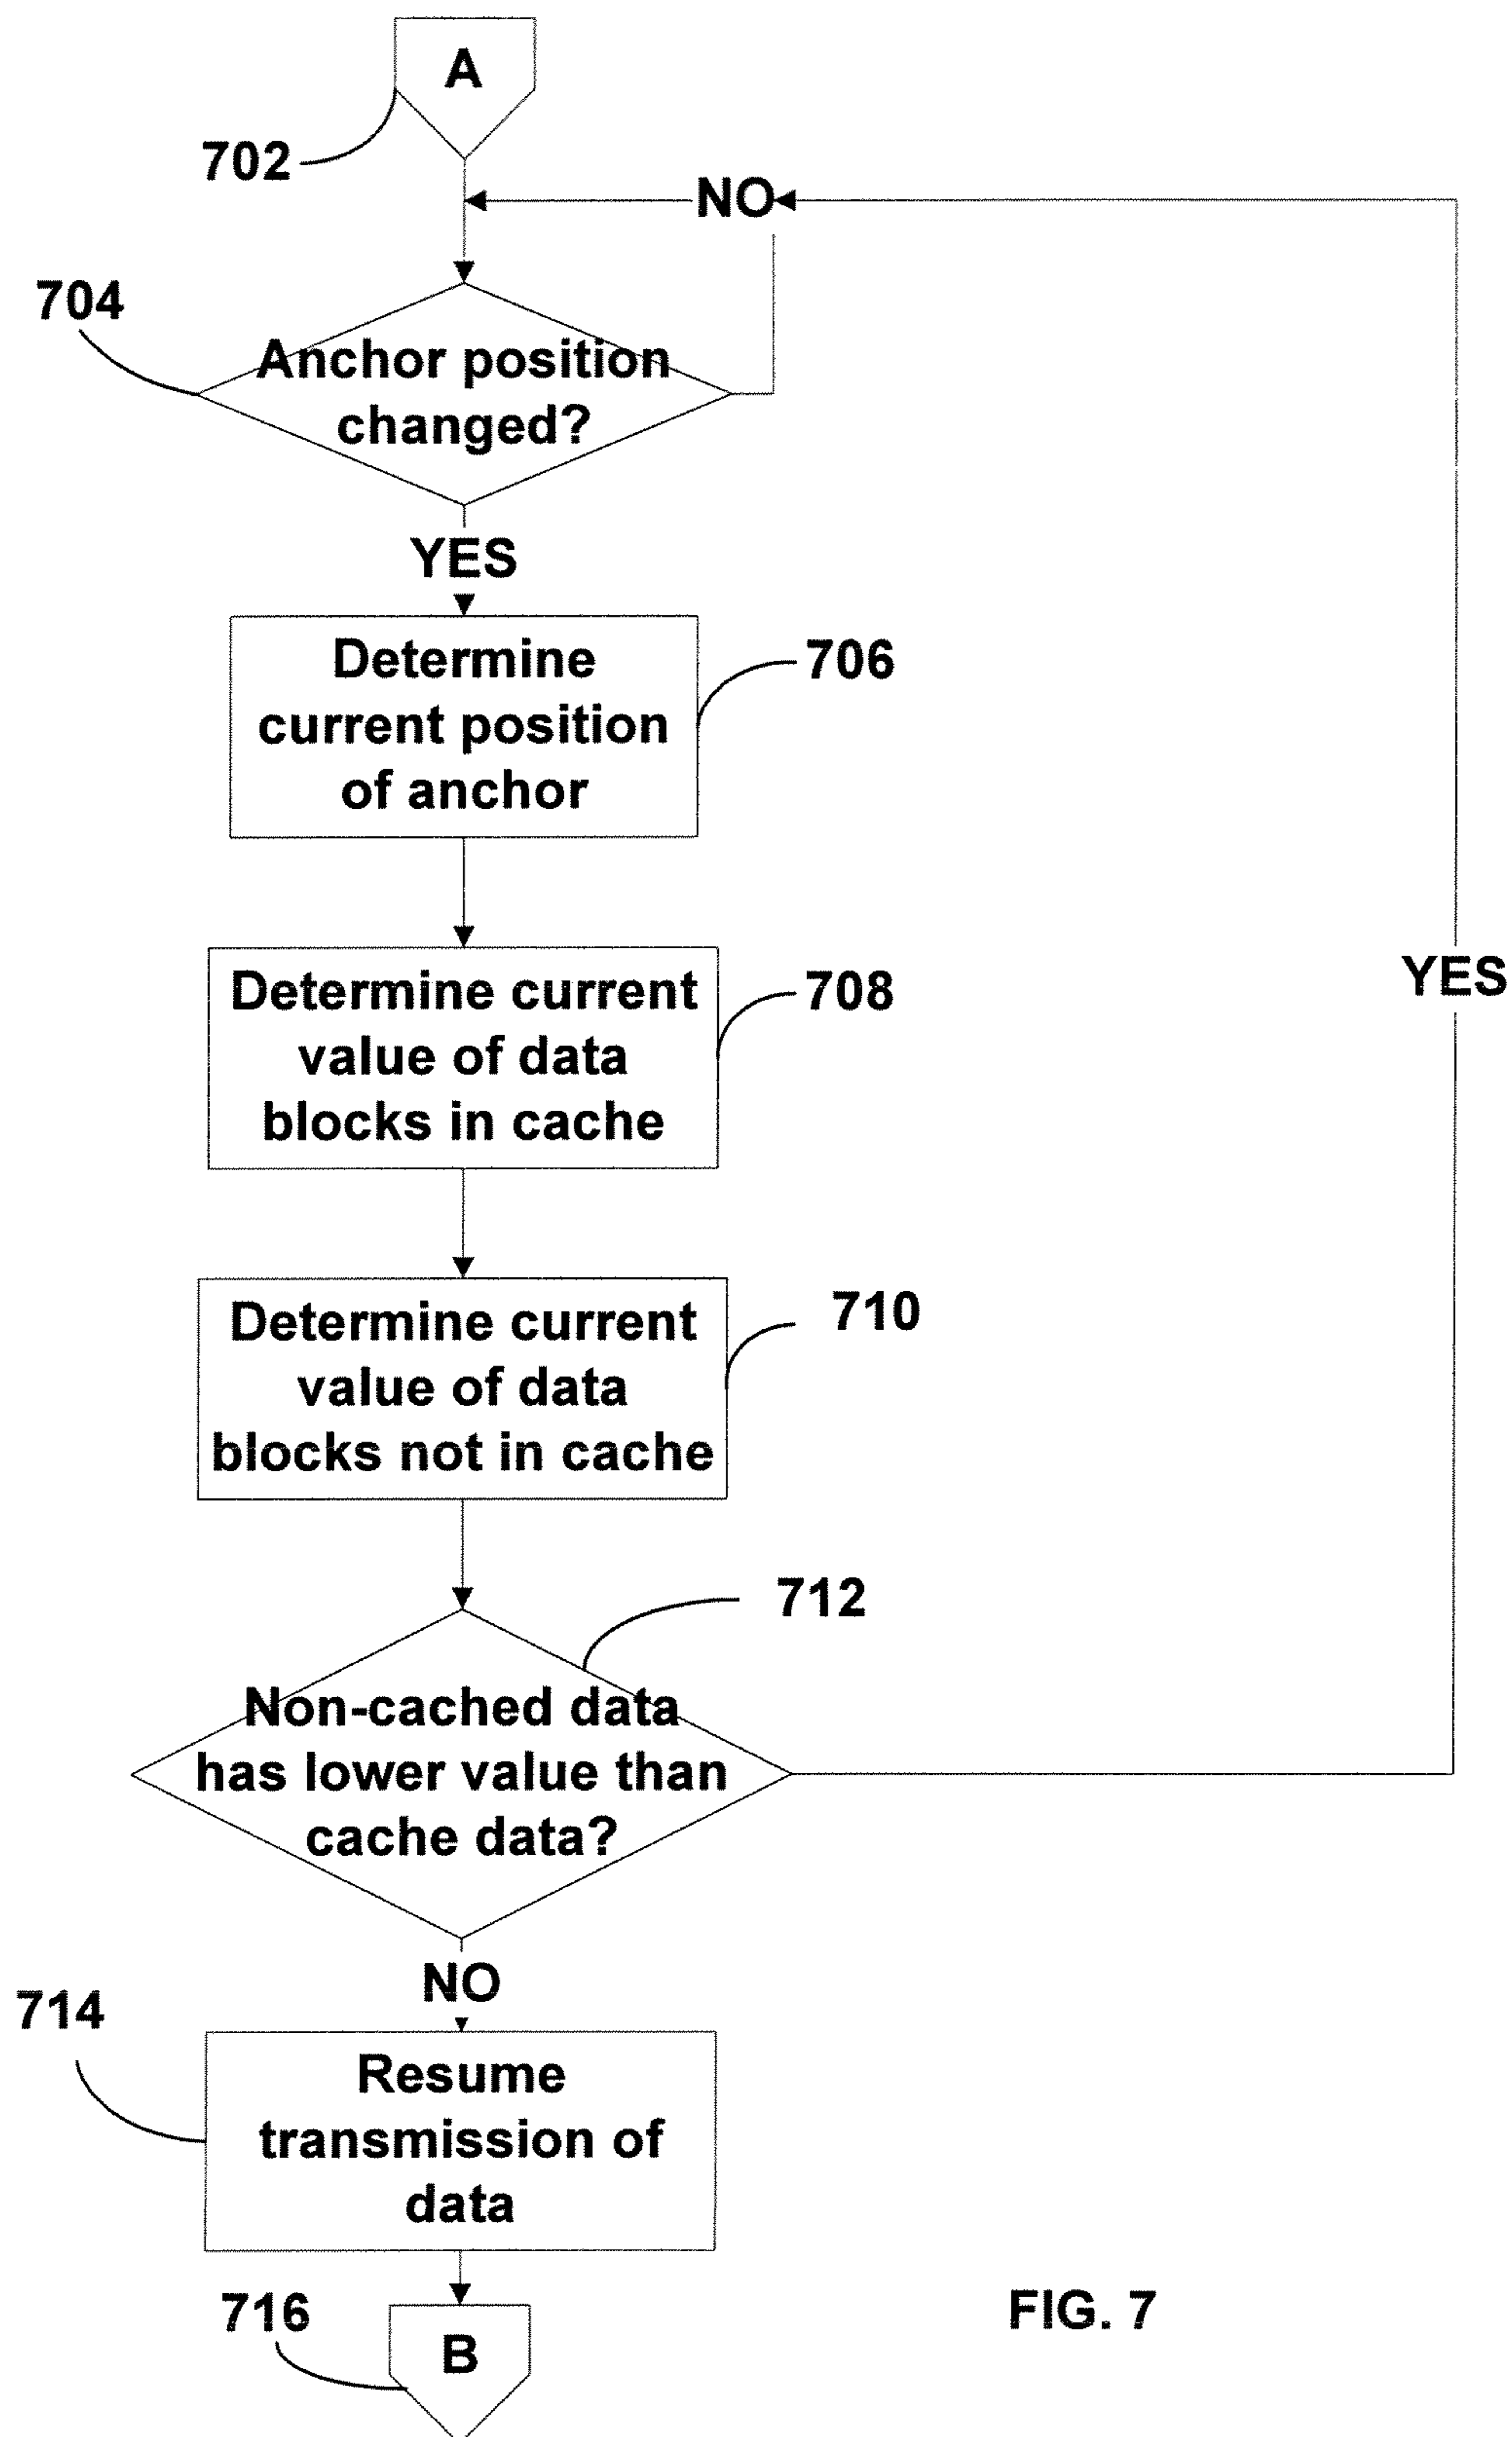 A
702
NO
704
Anchor position
changed?
YES
Determine
current position
of anchor
706
Determine current
value of data
blocks in cache
708
YES
Determine current
value of data
blocks not in cache
710
712
Non-cached data
has lower value than
cache data?
NO
714
Resume
transmission of
data
716
B
FIG. 7